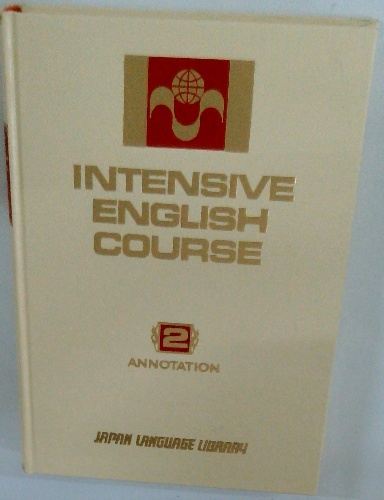 INTENSIVE
ENGLISH
COURSE
2
ANNOTATION
JAPAN LANGUAGE LIBRARY